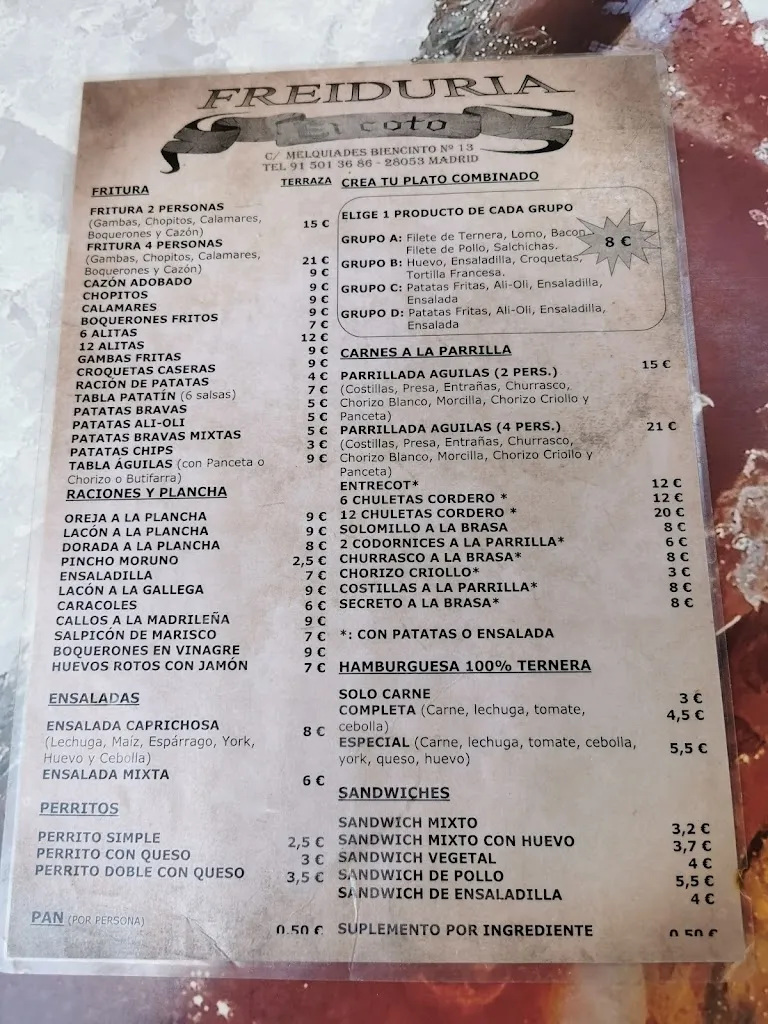 FREIDURIA
El coto
C/ MELQUIADES BIENCINTO Nº 13
TEL 91 501 36 86 - 28053 MADRID
FRITURA
TERRAZA
FRITURA 2 PERSONAS
(Gambas, Chopitos, Calamares, 15 €
Boquerones y Cazón)
FRITURA 4 PERSONAS
(Gambas, Chopitos, Calamares, 21 €
Boquerones y Cazón)
CAZÓN ADOBADO 9 €
CHOPITOS 9 €
CALAMARES 9 €
BOQUERONES FRITOS 9 €
6 ALITAS 7 €
12 ALITAS 12 €
GAMBAS FRITAS 9 €
CROQUETAS CASERAS 9 €
RACIÓN DE PATATAS 4 €
TABLA PATATÍN (6 salsas) 7 €
PATATAS BRAVAS 5 €
PATATAS ALI-OLI 5 €
PATATAS BRAVAS MIXTAS 5 €
PATATAS CHIPS 3 €
TABLA ÁGUILAS (con Panceta o 9 €
Chorizo o Butifarra)
RACIONES Y PLANCHA
OREJA A LA PLANCHA 9 €
LACÓN A LA PLANCHA 9 €
DORADA A LA PLANCHA 8 €
PINCHO MORUNO 2,5 €
ENSALADILLA 7 €
LACÓN A LA GALLEGA 9 €
CARACOLES 6 €
CALLOS A LA MADRILEÑA 9 €
SALPICÓN DE MARISCO 7 €
BOQUERONES EN VINAGRE 9 €
HUEVOS ROTOS CON JAMÓN 7 €
ENSALADAS
ENSALADA CAPRICHOSA 8 €
(Lechuga, Maíz, Espárrago, York,
Huevo y Cebolla)
ENSALADA MIXTA 6 €
PERRITOS
PERRITO SIMPLE 2,5 €
PERRITO CON QUESO 3 €
PERRITO DOBLE CON QUESO 3,5 €
PAN (POR PERSONA) 0,50 €
CREA TU PLATO COMBINADO
ELIGE 1 PRODUCTO DE CADA GRUPO
8 €
GRUPO A: Filete de Ternera, Lomo, Bacon,
Filete de Pollo, Salchichas.
GRUPO B: Huevo, Ensaladilla, Croquetas,
Tortilla Francesa.
GRUPO C: Patatas Fritas, Ali-Oli, Ensaladilla,
Ensalada
GRUPO D: Patatas Fritas, Ali-Oli, Ensaladilla,
Ensalada
CARNES A LA PARRILLA
PARRILLADA AGUILAS (2 PERS.) 15 €
(Costillas, Presa, Entrañas, Churrasco,
Chorizo Blanco, Morcilla, Chorizo Criollo y
Panceta)
PARRILLADA AGUILAS (4 PERS.) 21 €
(Costillas, Presa, Entrañas, Churrasco,
Chorizo Blanco, Morcilla, Chorizo Criollo y
Panceta)
ENTRECOT* 12 €
6 CHULETAS CORDERO * 12 €
12 CHULETAS CORDERO * 20 €
SOLOMILLO A LA BRASA 8 €
2 CODORNICES A LA PARRILLA* 6 €
CHURRASCO A LA BRASA* 8 €
CHORIZO CRIOLLO* 3 €
COSTILLAS A LA PARRILLA* 8 €
SECRETO A LA BRASA* 8 €
*: CON PATATAS O ENSALADA
HAMBURGUESA 100% TERNERA
SOLO CARNE 3 €
COMPLETA (Carne, lechuga, tomate, 4,5 €
cebolla)
ESPECIAL (Carne, lechuga, tomate, cebolla, 5,5 €
york, queso, huevo)
SANDWICHES
SANDWICH MIXTO 3,2 €
SANDWICH MIXTO CON HUEVO 3,7 €
SANDWICH VEGETAL 4 €
SANDWICH DE POLLO 5,5 €
SANDWICH DE ENSALADILLA 4 €
SUPLEMENTO POR INGREDIENTE 0,50 €